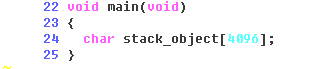 22 void main(void)
23 {
24   char stack_object[4096];
25 }
~